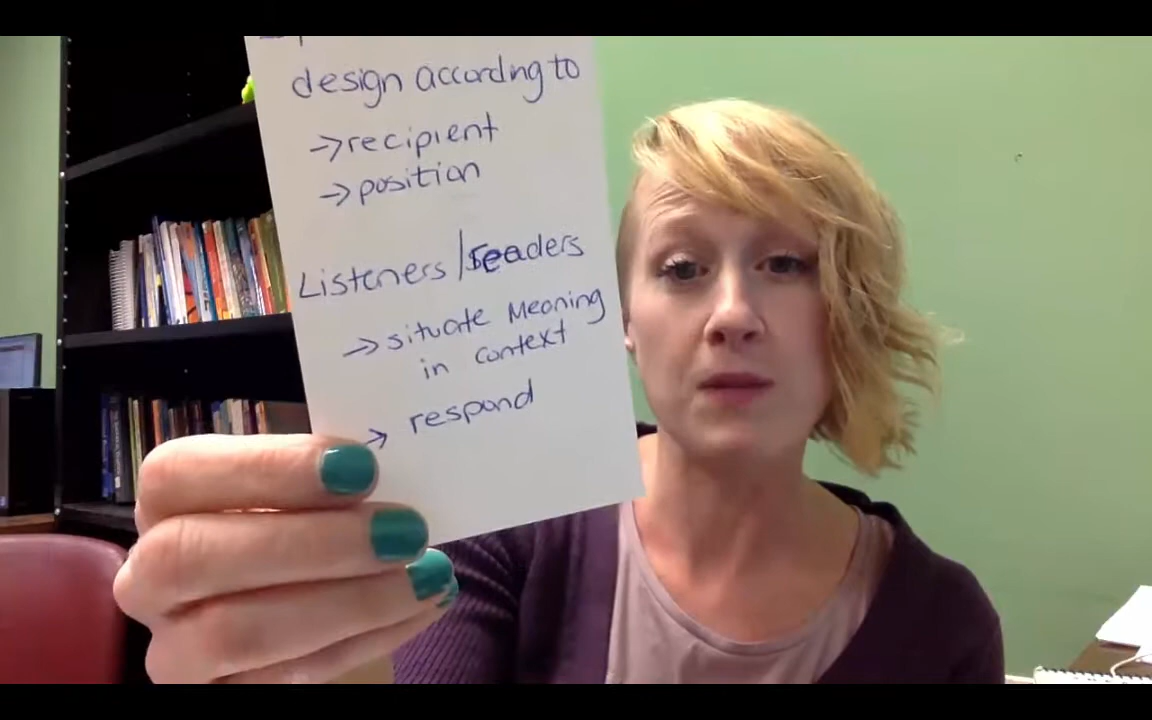 design according to
→recipient
→position
Listeners/readers
→situate Meaning
in context
→ respond